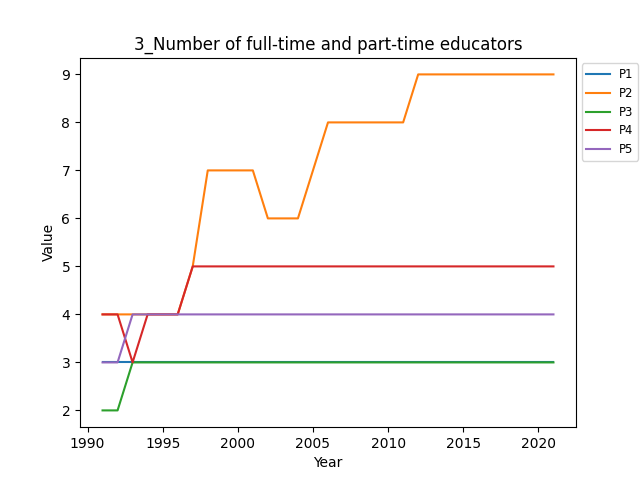 3_Number of full-time and part-time educators
P1
P2
P3
P4
P5
9
8
7
6
5
4
3
2
Value
1990 1995 2000 2005 2010 2015 2020
Year